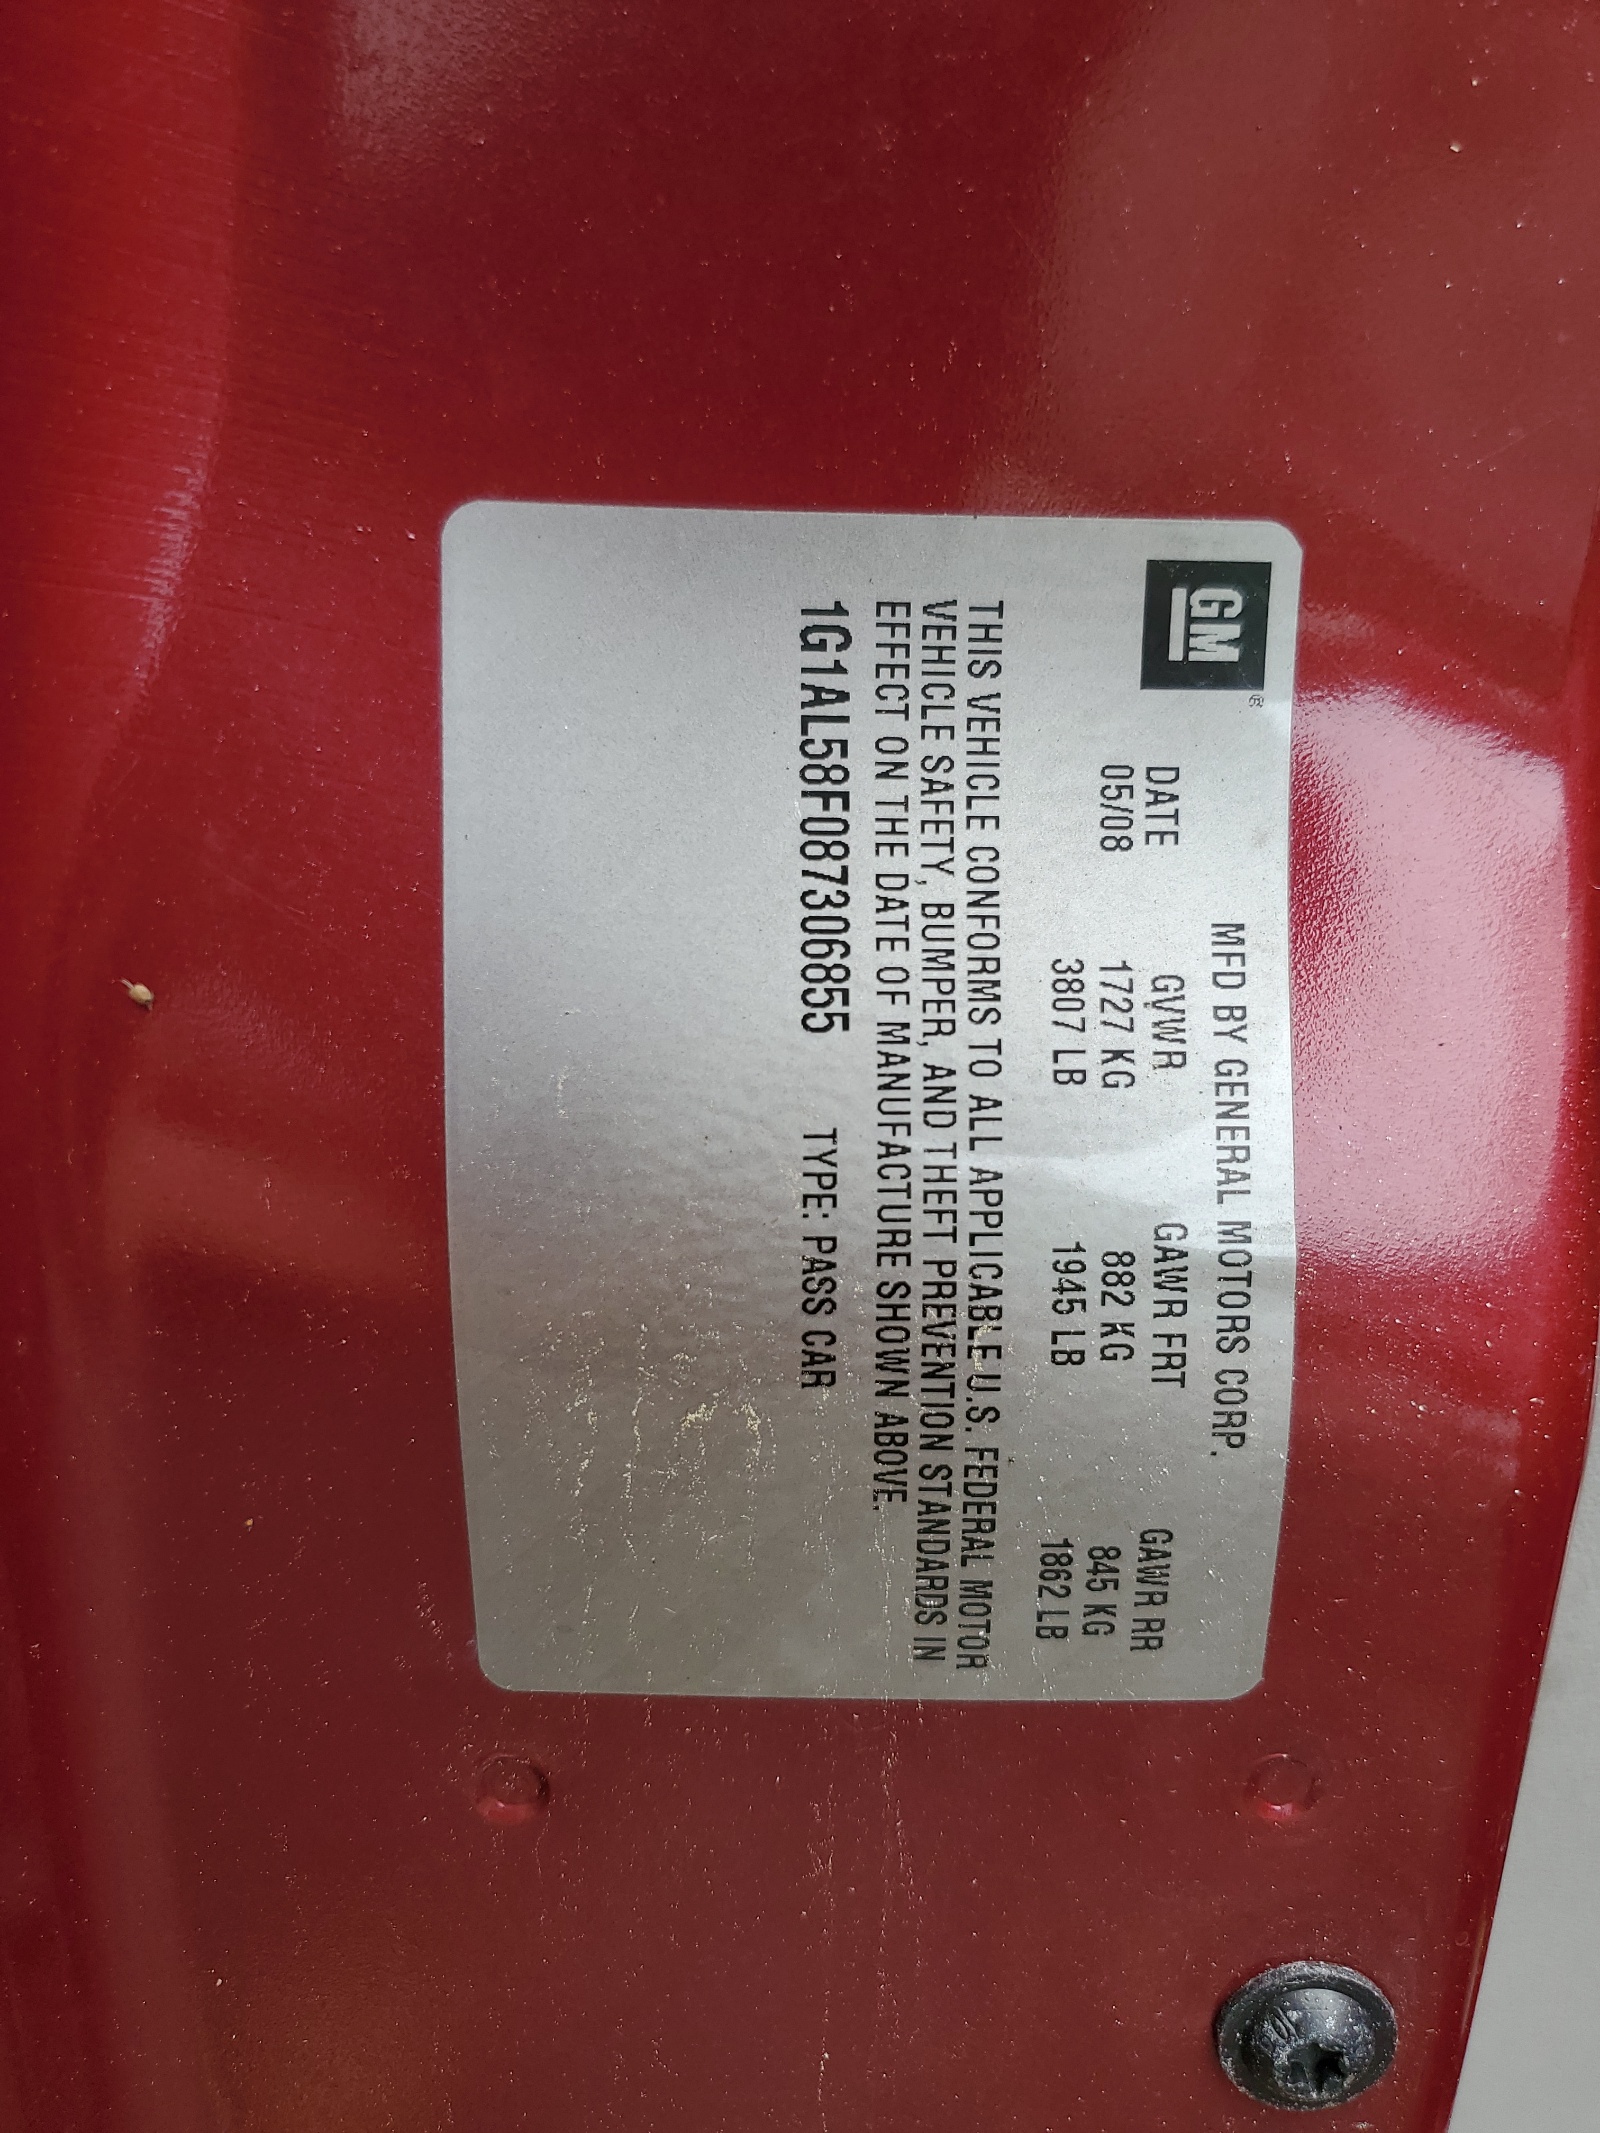 GM®
MFD BY GENERAL MOTORS CORP.
DATE GVWR GAWR FRT GAWR RR
05/08 1727 KG 882 KG 845 KG
3807 LB 1945 LB 1862 LB
THIS VEHICLE CONFORMS TO ALL APPLICABLE U.S. FEDERAL MOTOR
VEHICLE SAFETY, BUMPER, AND THEFT PREVENTION STANDARDS IN
EFFECT ON THE DATE OF MANUFACTURE SHOWN ABOVE.
1G1AL58F087306855 TYPE: PASS CAR